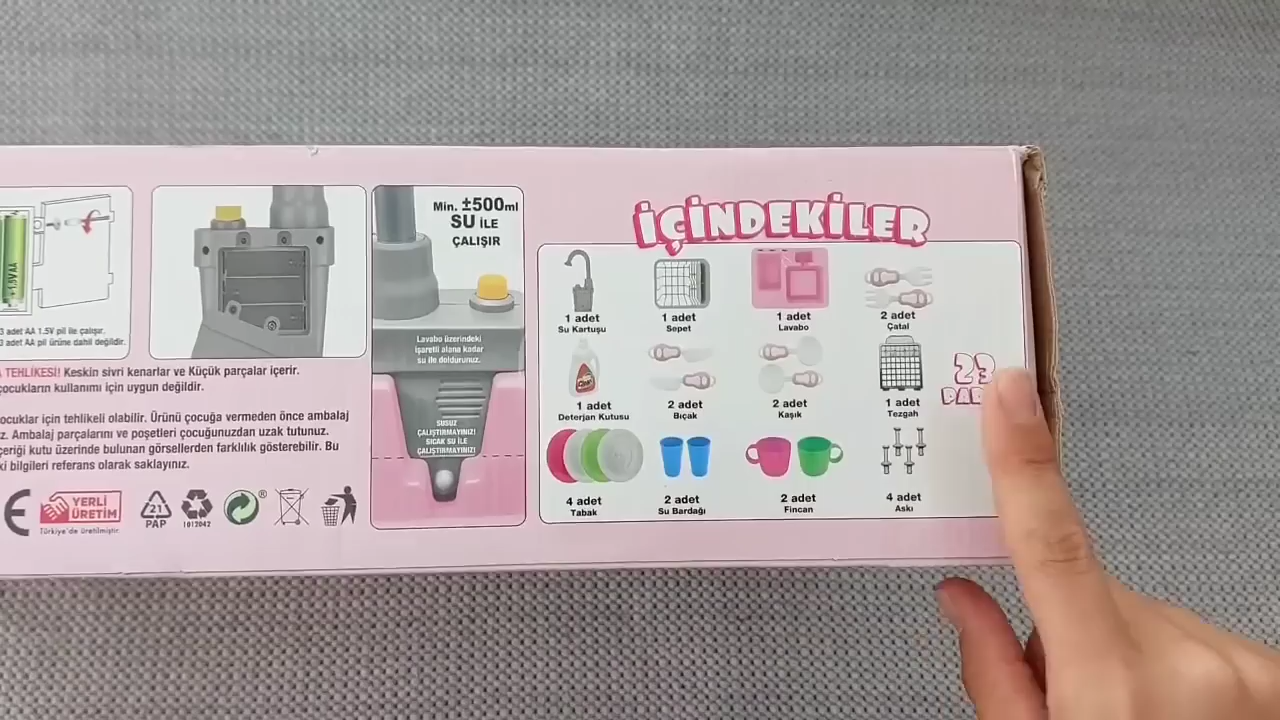 + 1.5V AA
3 adet AA 1.5V pil ile çalışır.
3 adet AA pil ürüne dahil değildir.
TEHLİKESİ! Keskin sivri kenarlar ve Küçük parçalar içerir.
çocukların kullanımı için uygun değildir.
ocuklar için tehlikeli olabilir. Ürünü çocuğa vermeden önce ambalaj
z. Ambalaj parçalarını ve poşetleri çocuğunuzdan uzak tutunuz.
çeriği kutu üzerinde bulunan görsellerden farklılık gösterebilir. Bu
ki bilgileri referans olarak saklayınız.
CE
YERLİ
ÜRETİM
Türkiye'de üretilmiştir.
21
PAP
1012042
®
Min. ±500ml
SU İLE
ÇALIŞIR
Lavabo üzerindeki
işaretli alana kadar
su ile doldurunuz.
SUSUZ
ÇALIŞTIRMAYINIZ!
SICAK SU İLE
ÇALIŞTIRMAYINIZ!
İÇİNDEKİLER
1 adet
Su Kartuşu
1 adet
Sepet
1 adet
Lavabo
2 adet
Çatal
1 adet
Deterjan Kutusu
2 adet
Bıçak
2 adet
Kaşık
1 adet
Tezgah
4 adet
Tabak
2 adet
Su Bardağı
2 adet
Fincan
4 adet
Askı
23